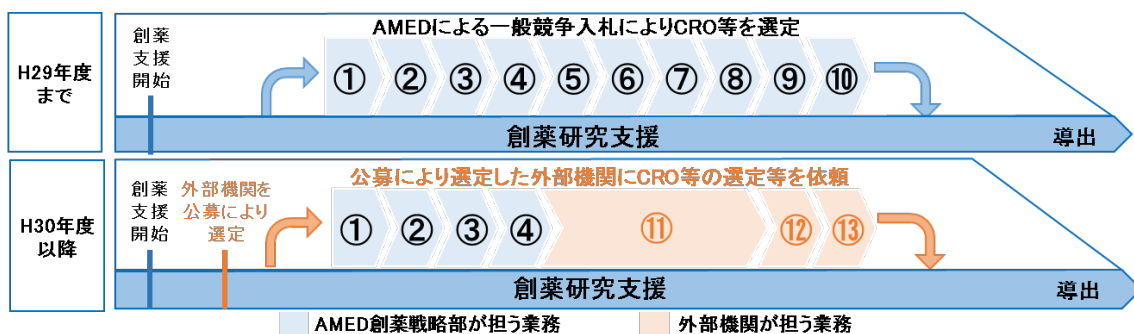 AMEDによる一般競争入札によりCRO等を選定
H29年度
まで
創薬
支援
開始
① ② ③ ④ ⑤ ⑥ ⑦ ⑧ ⑨ ⑩
創薬研究支援
導出
公募により選定した外部機関にCRO等の選定等を依頼
H30年度
以降
創薬
支援
開始
外部機関を
公募により
選定
① ② ③ ④ ⑪ ⑫ ⑬
創薬研究支援
導出
AMED創薬戦略部が担う業務
外部機関が担う業務